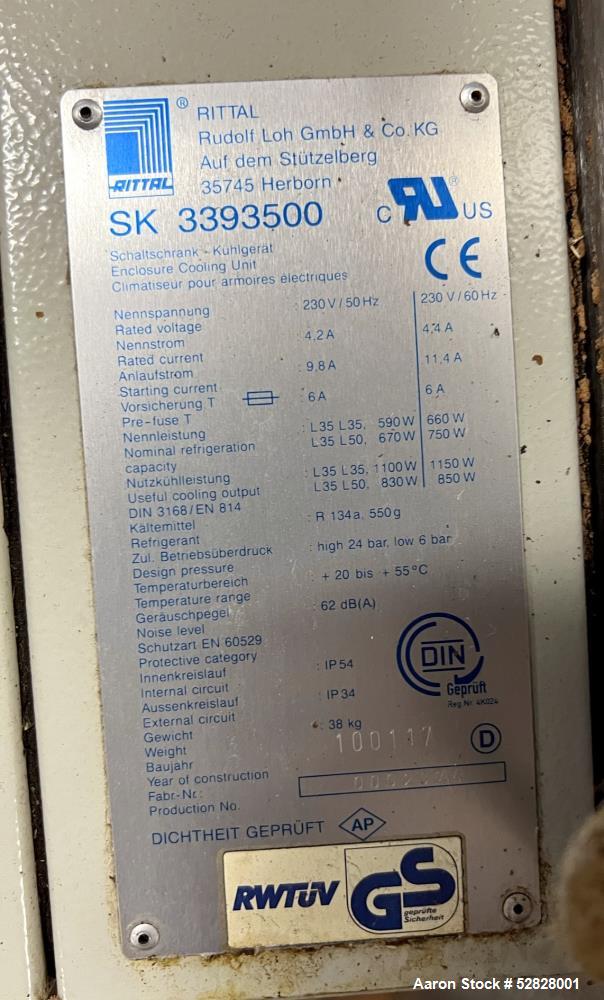 ® RITTAL
Rudolf Loh GmbH & Co. KG
Auf dem Stützelberg
35745 Herborn
RITTAL
SK 3393500
C RU ® US
CE
Schaltschrank - Kühlgerät
Enclosure Cooling Unit
Climatiseur pour armoires électriques
Nennspannung : 230 V / 50 Hz 230 V / 60 Hz
Rated voltage
Nennstrom : 4,2 A 4,4 A
Rated current
Anlaufstrom : 9,8 A 11,4 A
Starting current
Vorsicherung T : 6 A 6 A
Pre-fuse T
Nennleistung : L35 L35, 590 W 660 W
Nominal refrigeration L35 L50, 670 W 750 W
capacity
Nutzkühlleistung : L35 L35, 1100 W 1150 W
Useful cooling output L35 L50, 830 W 850 W
DIN 3168/EN 814
Kältemittel : R 134a, 550 g
Refrigerant
Zul. Betriebsüberdruck : high 24 bar, low 6 bar
Design pressure
Temperaturbereich : + 20 bis + 55°C
Temperature range
Geräuschpegel : 62 dB(A)
Noise level
Schutzart EN 60529
Protective category
Innenkreislauf : IP 54
Internal circuit
Aussenkreislauf : IP 34
External circuit
Gewicht : 38 kg
Weight
Baujahr 100117 D
Year of construction
Fabr-Nr.:
Production No.
DIN
Geprüft
Reg.Nr. 4K024
DICHTHEIT GEPRÜFT AP
RWTÜV GS
geprüfte
Sicherheit
Aaron Stock # 52828001